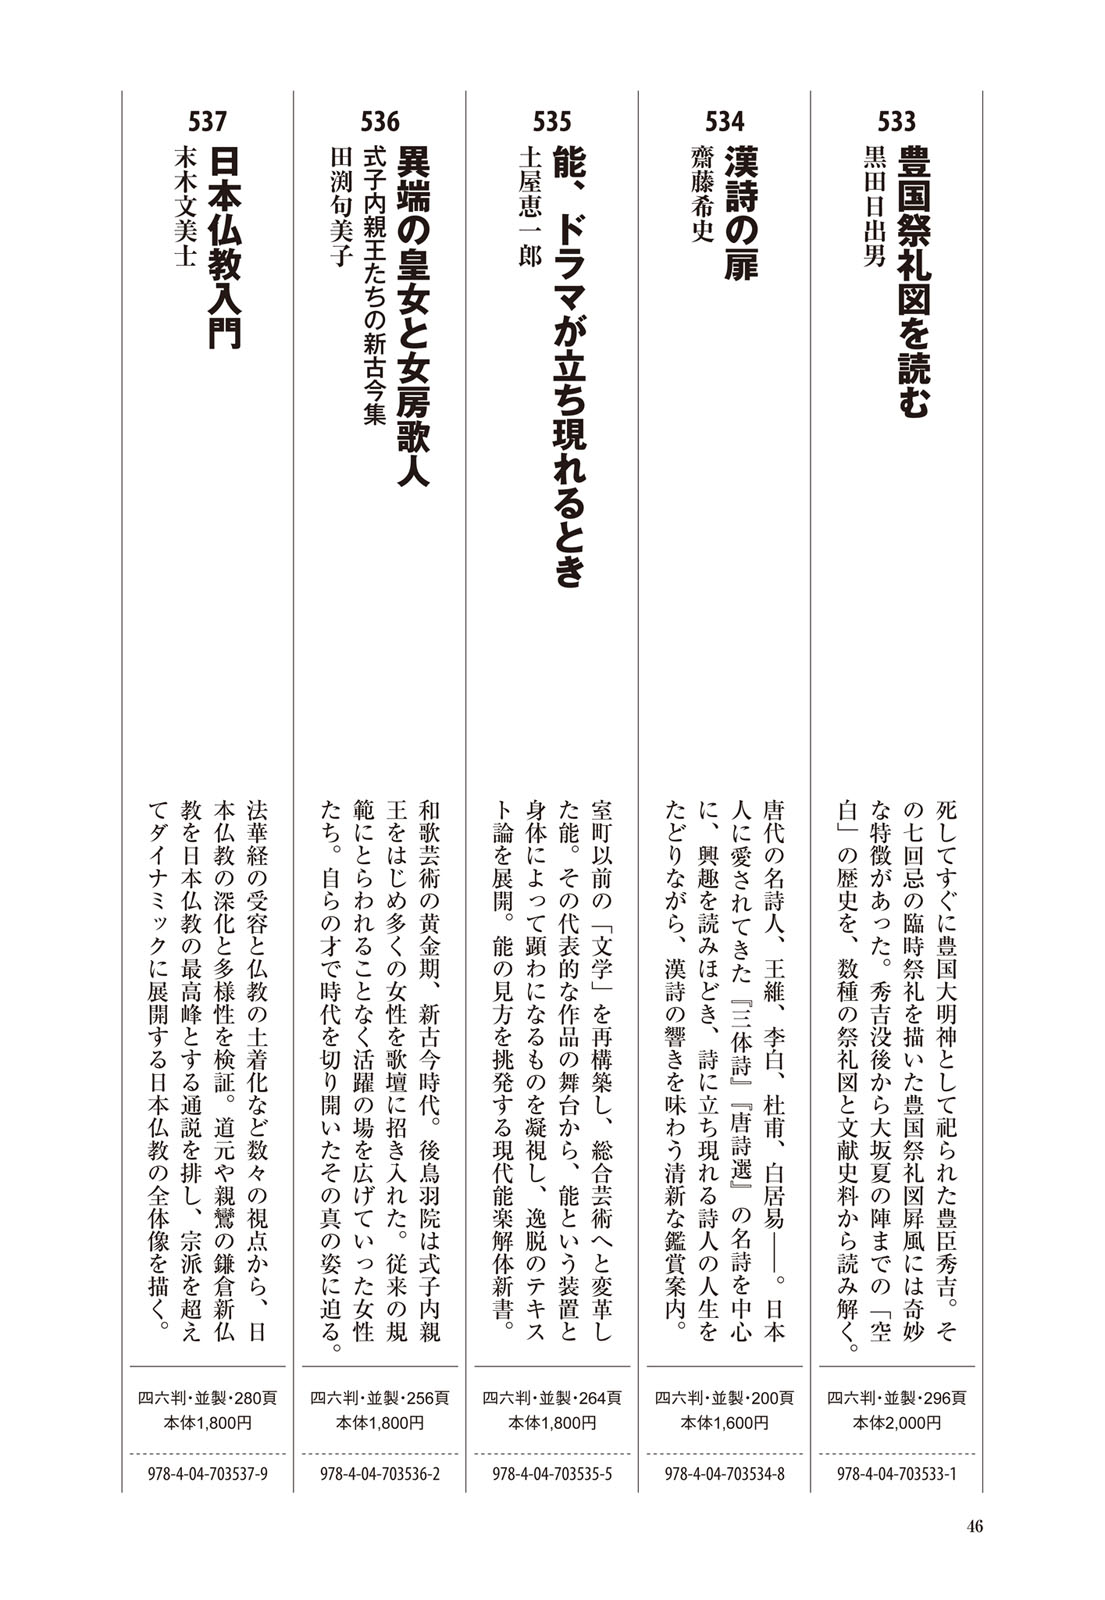 533
豊国祭礼図を読む
黒田日出男
死してすぐに豊国大明神として祀られた豊臣秀吉。そ
の七回忌の臨時祭礼を描いた豊国祭礼図屏風には奇妙
な特徴があった。秀吉没後から大坂夏の陣までの「空
白」の歴史を、数種の祭礼図と文献史料から読み解く。
四六判・並製・296頁
本体2,000円
978-4-04-703533-1
534
漢詩の扉
齋藤希史
唐代の名詩人、王維、李白、杜甫、白居易――。日本
人に愛されてきた『三体詩』『唐詩選』の名詩を中心
に、興趣を読みほどき、詩に立ち現れる詩人の人生を
たどりながら、漢詩の響きを味わう清新な鑑賞案内。
四六判・並製・200頁
本体1,600円
978-4-04-703534-8
535
能、ドラマが立ち現れるとき
土屋恵一郎
室町以前の「文学」を再構築し、総合芸術へと変革し
た能。その代表的な作品の舞台から、能という装置と
身体によって顕わになるものを凝視し、逸脱のテキス
ト論を展開。能の見方を挑発する現代能楽解体新書。
四六判・並製・264頁
本体1,800円
978-4-04-703535-5
536
異端の皇女と女房歌人
式子内親王たちの新古今集
田渕句美子
和歌芸術の黄金期、新古今時代。後鳥羽院は式子内親
王をはじめ多くの女性を歌壇に招き入れた。従来の規
範にとらわれることなく活躍の場を広げていった女性
たち。自らの才で時代を切り開いたその真の姿に迫る。
四六判・並製・256頁
本体1,800円
978-4-04-703536-2
537
日本仏教入門
末木文美士
法華経の受容と仏教の土着化など数々の視点から、日
本仏教の深化と多様性を検証。道元や親鸞の鎌倉新仏
教を日本仏教の最高峰とする通説を排し、宗派を超え
てダイナミックに展開する日本仏教の全体像を描く。
四六判・並製・280頁
本体1,800円
978-4-04-703537-9
46